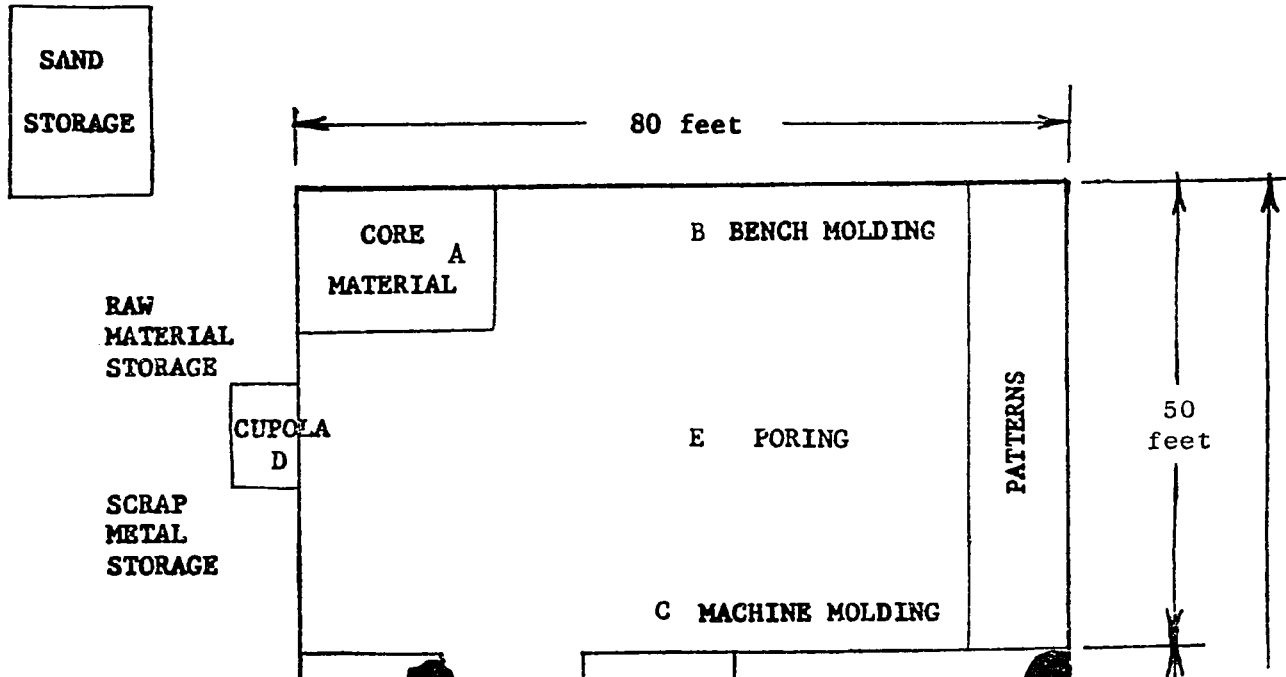 SAND
STORAGE
80 feet
CORE
A
MATERIAL
B BENCH MOLDING
RAW
MATERIAL
STORAGE
CUPOLA
D
E PORING
PATTERNS
50
feet
SCRAP
METAL
STORAGE
C MACHINE MOLDING